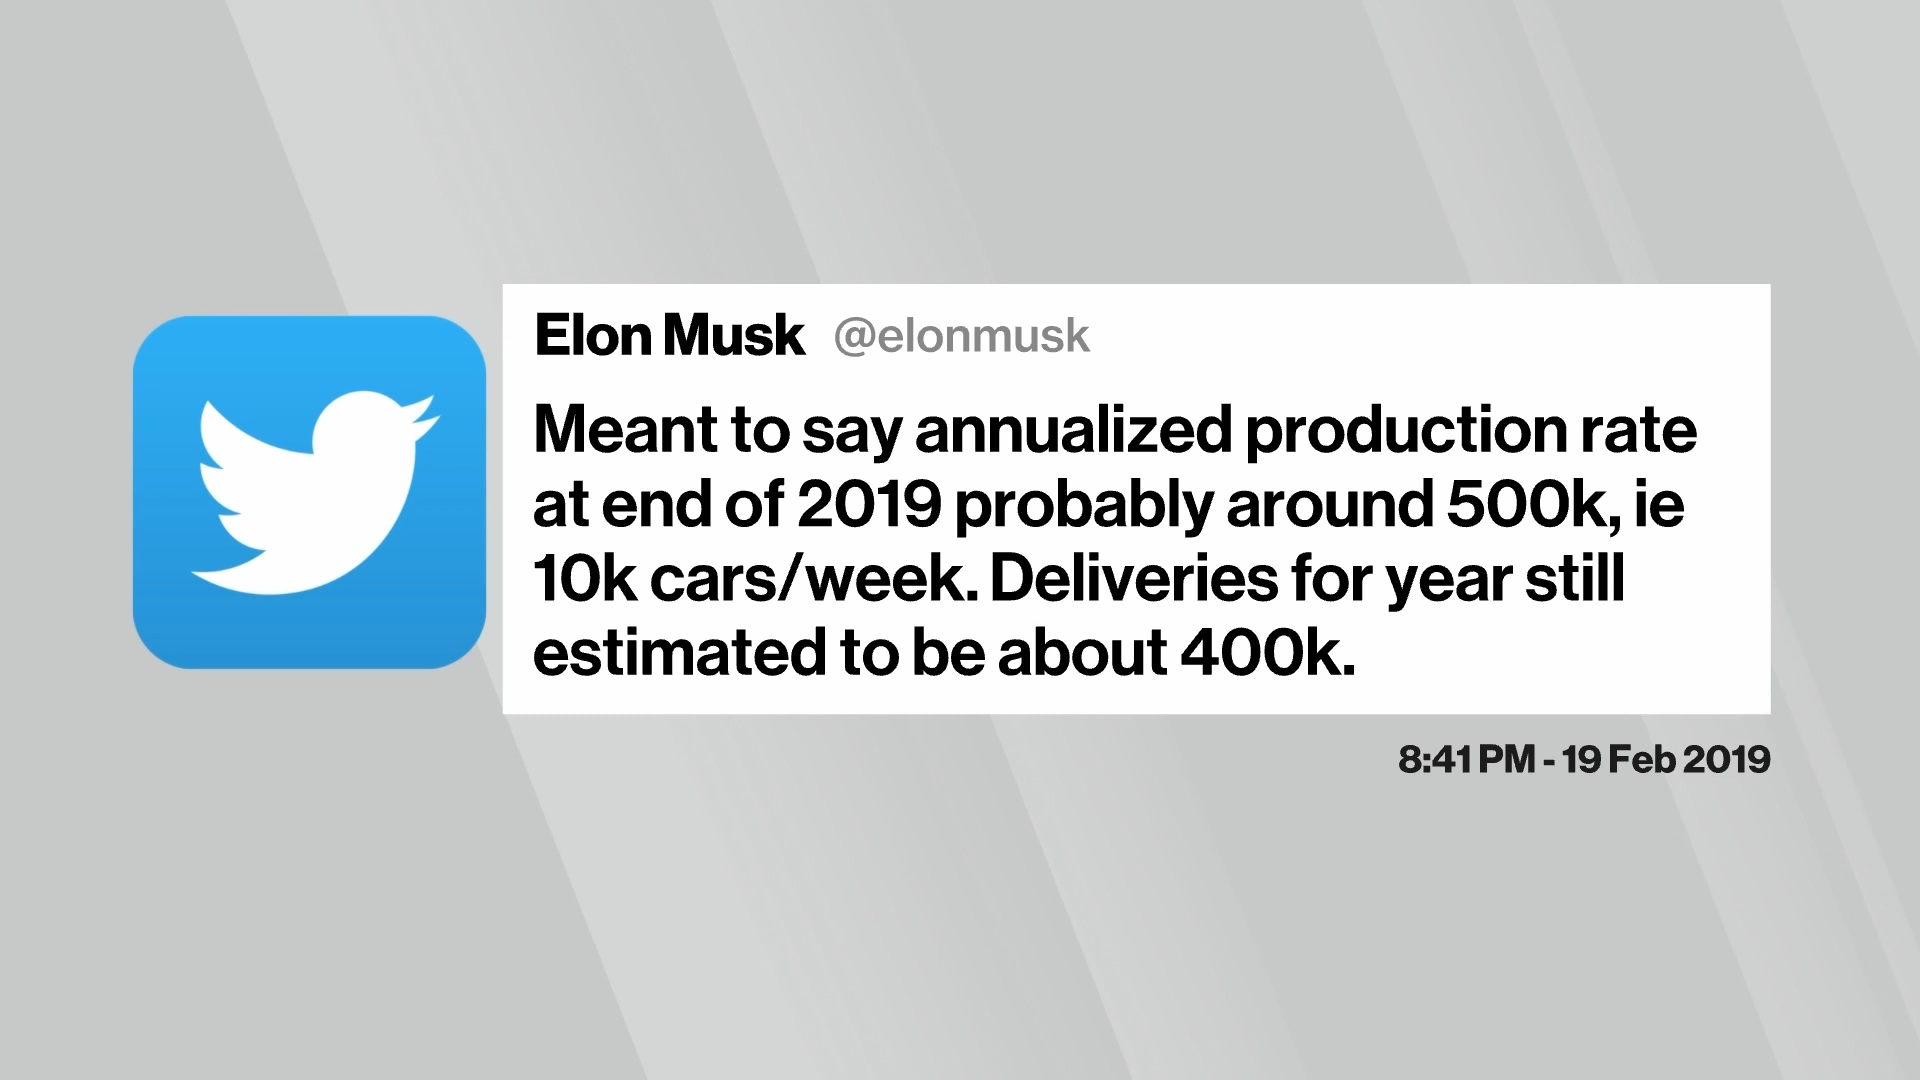 Elon Musk @elonmusk
Meant to say annualized production rate
at end of 2019 probably around 500k, ie
10k cars/week. Deliveries for year still
estimated to be about 400k.
8:41 PM - 19 Feb 2019